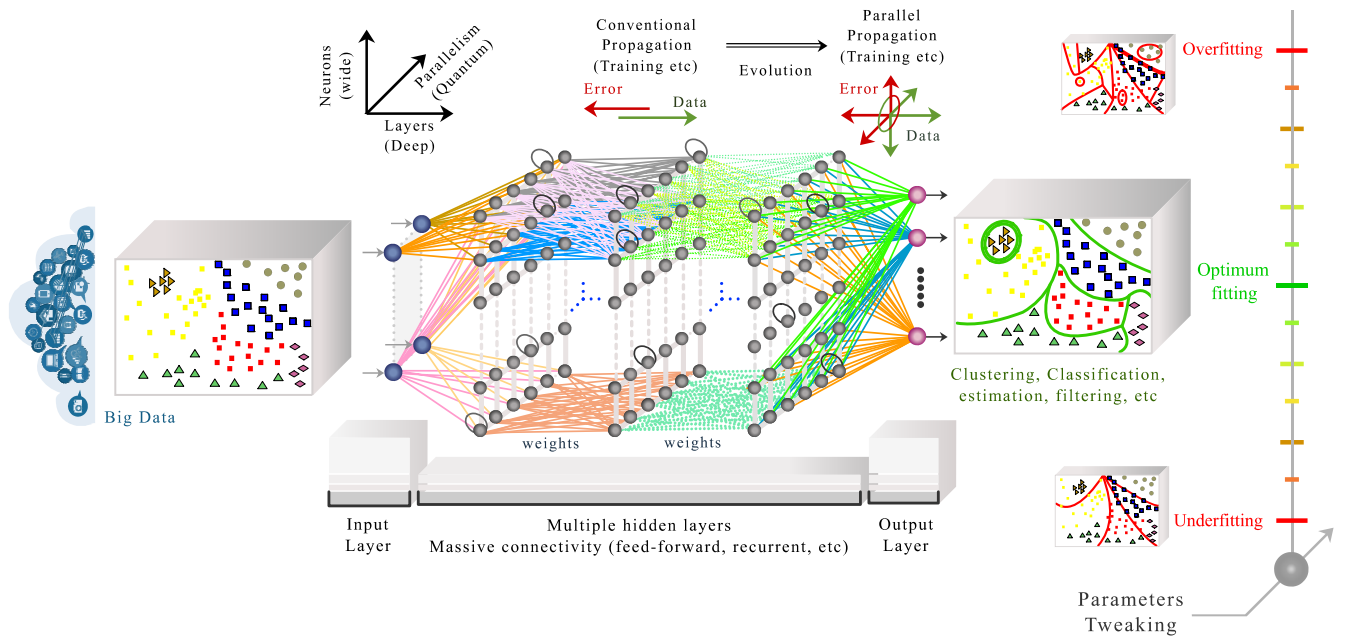 Neurons
(wide)
Parallelism
(Quantum)
Layers
(Deep)
Conventional
Propagation
(Training etc)
Evolution
Parallel
Propagation
(Training etc)
Error
Data
Error
Data
Overfitting
Optimum
fitting
Underfitting
Big Data
Clustering, Classification,
estimation, filtering, etc
weights
weights
Input
Layer
Multiple hidden layers
Massive connectivity (feed-forward, recurrent, etc)
Output
Layer
Parameters
Tweaking